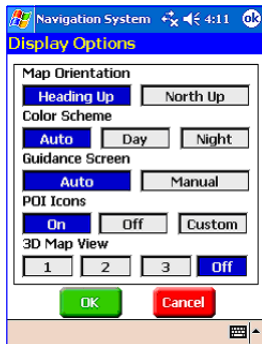 Navigation System 4:11 ok
Display Options
Map Orientation
Heading Up North Up
Color Scheme
Auto Day Night
Guidance Screen
Auto Manual
POI Icons
On Off Custom
3D Map View
1 2 3 Off
OK Cancel